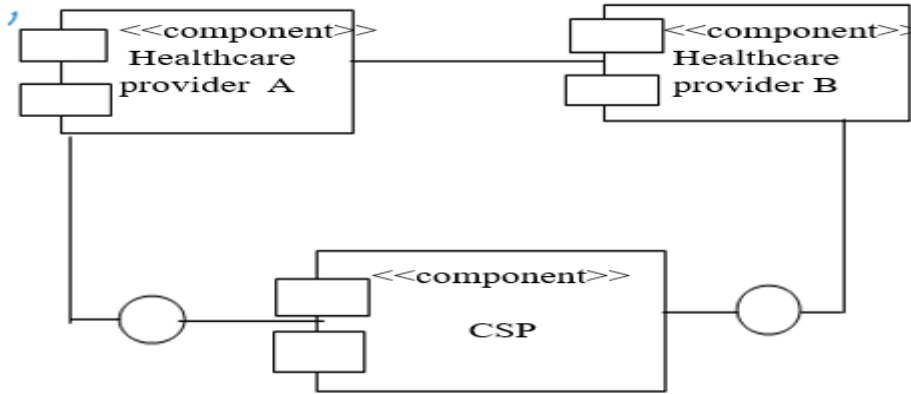 <<component>>
Healthcare
provider A
<<component>>
Healthcare
provider B
<<component>>
CSP